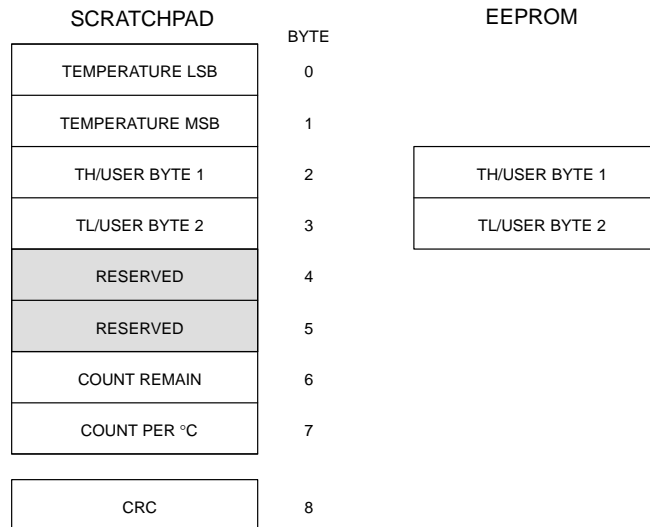 SCRATCHPAD
EEPROM
BYTE
TEMPERATURE LSB 0
TEMPERATURE MSB 1
TH/USER BYTE 1 2 TH/USER BYTE 1
TL/USER BYTE 2 3 TL/USER BYTE 2
RESERVED 4
RESERVED 5
COUNT REMAIN 6
COUNT PER °C 7
CRC 8